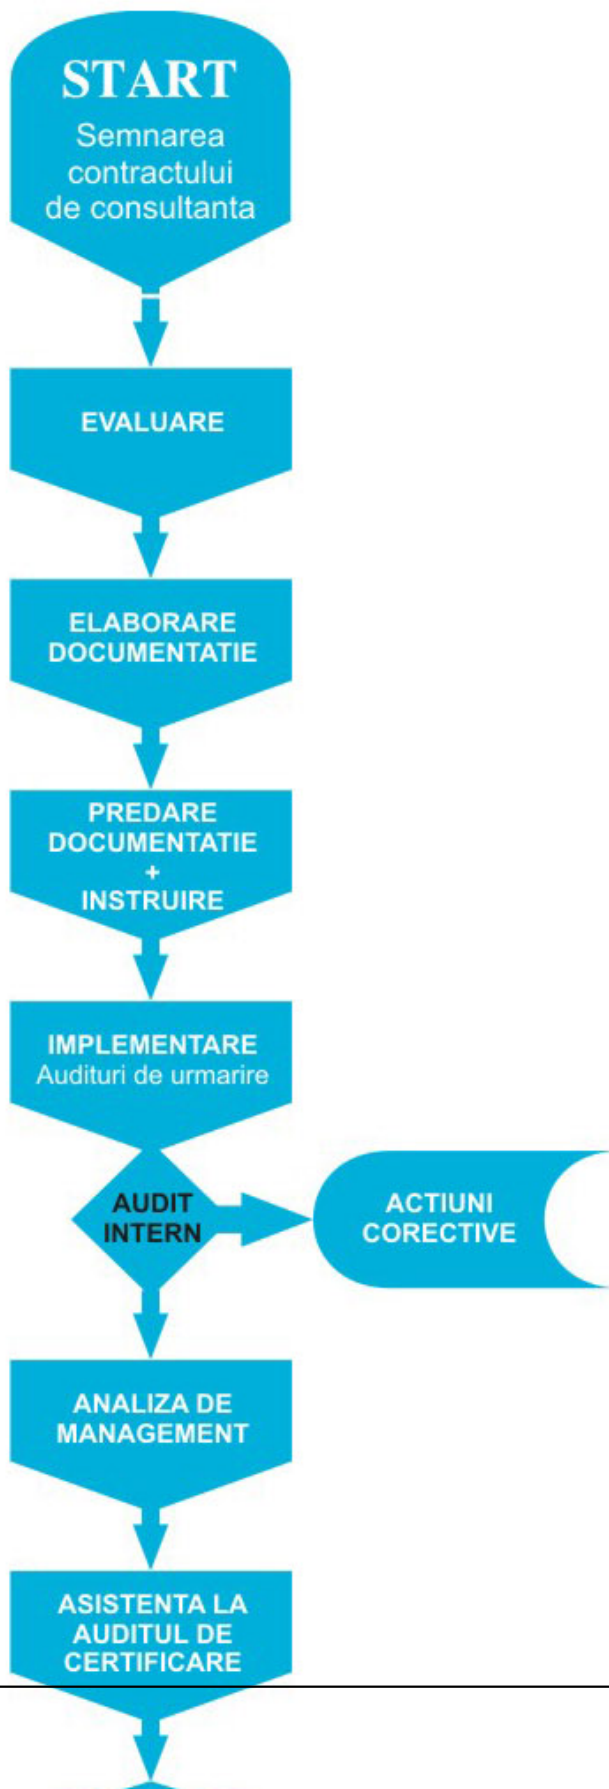 START
Semnarea
contractului
de consultanta
EVALUARE
ELABORARE
DOCUMENTATIE
PREDARE
DOCUMENTATIE
+
INSTRUIRE
IMPLEMENTARE
Audituri de urmarire
AUDIT
INTERN
ACTIUNI
CORECTIVE
ANALIZA DE
MANAGEMENT
ASISTENTA LA
AUDITUL DE
CERTIFICARE